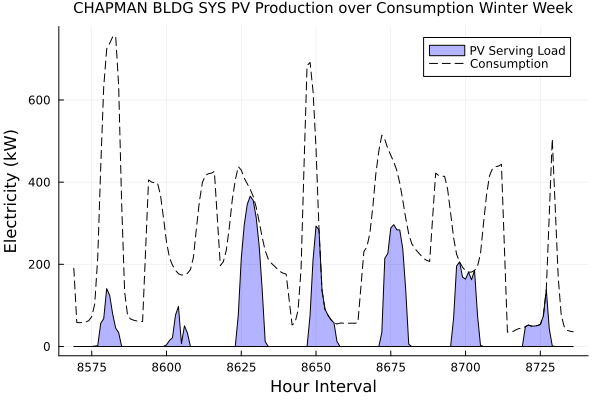 CHAPMAN BLDG SYS PV Production over Consumption Winter Week
PV Serving Load
Consumption
Electricity (kW)
600
400
200
0
8575 8600 8625 8650 8675 8700 8725
Hour Interval